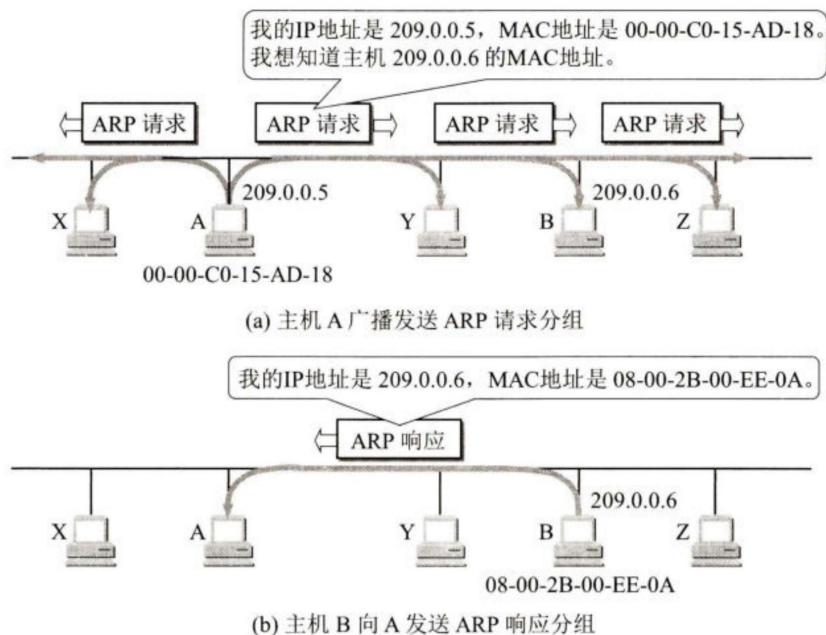 我的IP地址是 209.0.0.5，MAC地址是 00-00-C0-15-AD-18。
我想知道主机 209.0.0.6 的MAC地址。
ARP 请求
ARP 请求
ARP 请求
ARP 请求
209.0.0.5
209.0.0.6
X
A
Y
B
Z
00-00-C0-15-AD-18
(a) 主机 A 广播发送 ARP 请求分组
我的IP地址是 209.0.0.6，MAC地址是 08-00-2B-00-EE-0A。
ARP 响应
209.0.0.6
X
A
Y
B
Z
08-00-2B-00-EE-0A
(b) 主机 B 向 A 发送 ARP 响应分组